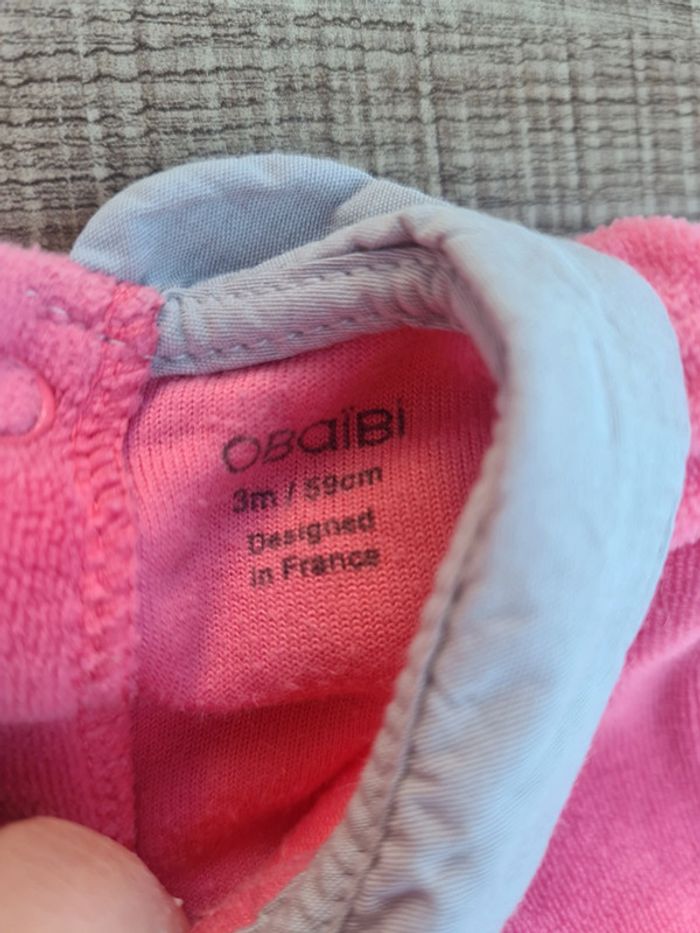 OBaïBi
3m / 59cm
Designed
in France